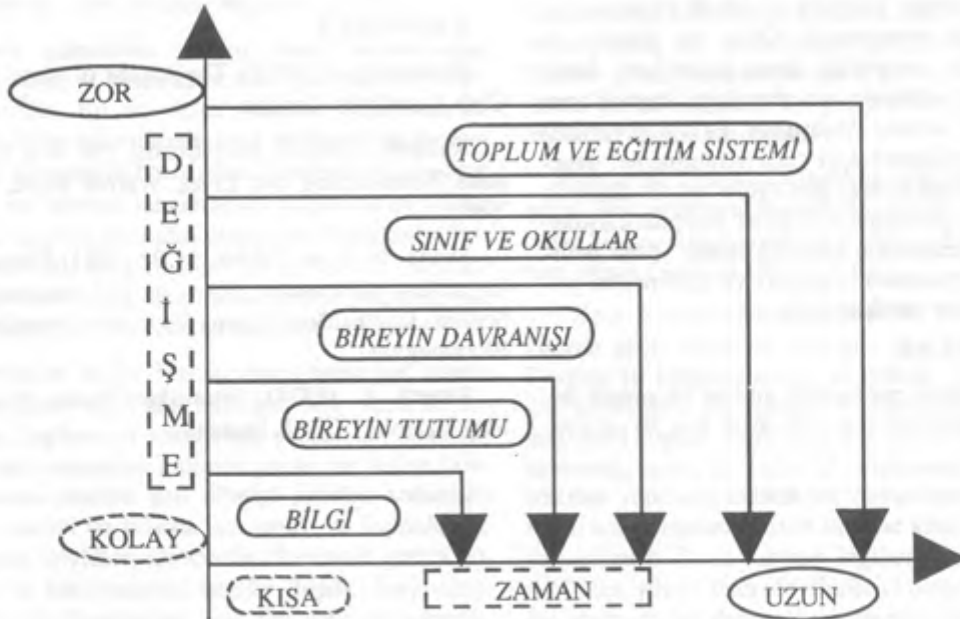 ZOR
TOPLUM VE EĞİTİM SİSTEMİ
SINIF VE OKULLAR
BİREYİN DAVRANIŞI
BİREYİN TUTUMU
BİLGİ
D
E
Ğ
İ
Ş
M
E
KOLAY
KISA
ZAMAN
UZUN